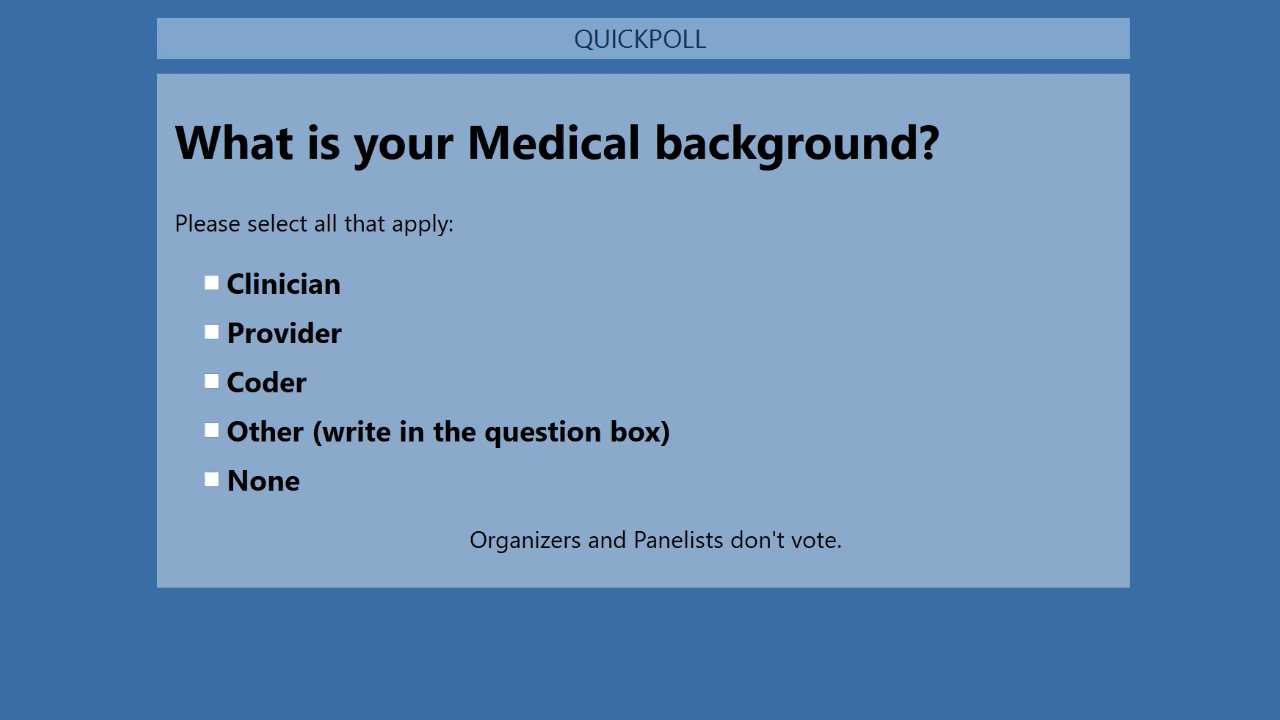 QUICKPOLL
What is your Medical background?
Please select all that apply:
Clinician
Provider
Coder
Other (write in the question box)
None
Organizers and Panelists don't vote.